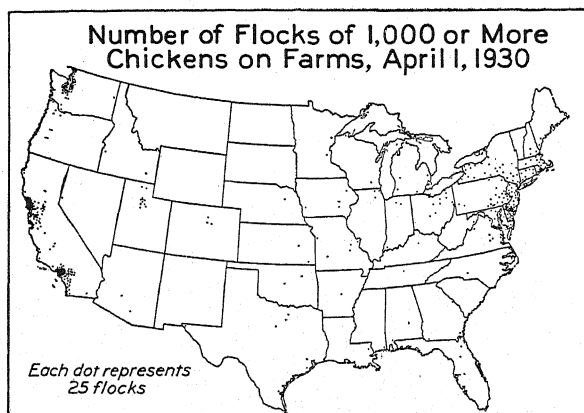 Number of Flocks of 1,000 or More
Chickens on Farms, April 1, 1930
Each dot represents
25 flocks